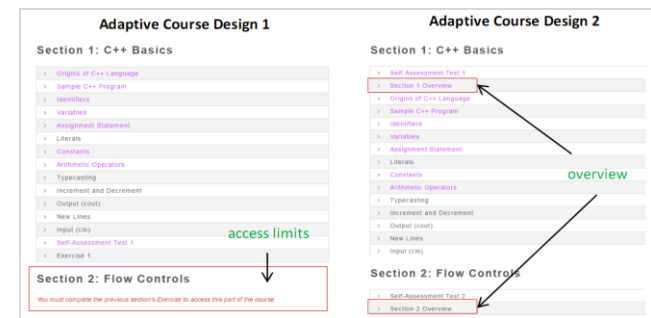 Adaptive Course Design 1
Section 1: C++ Basics
› Origins of C++ Language
› Sample C++ Program
› Identifiers
› Variables
› Assignment Statement
› Literals
› Constants
› Arithmetic Operators
› Typecasting
› Increment and Decrement
› Output (cout)
› New Lines
› Input (cin)
› Self-Assessment Test 1
› Exercise 1
access limits
Section 2: Flow Controls
You must complete the previous section's Exercise to access this part of the course
Adaptive Course Design 2
Section 1: C++ Basics
› Self-Assessment Test 1
› Section 1 Overview
› Origins of C++ Language
› Sample C++ Program
› Identifiers
› Variables
› Assignment Statement
› Literals
› Constants
› Arithmetic Operators
› Typecasting
› Increment and Decrement
› Output (cout)
› New Lines
› Input (cin)
overview
Section 2: Flow Controls
› Self-Assessment Test 2
› Section 2 Overview